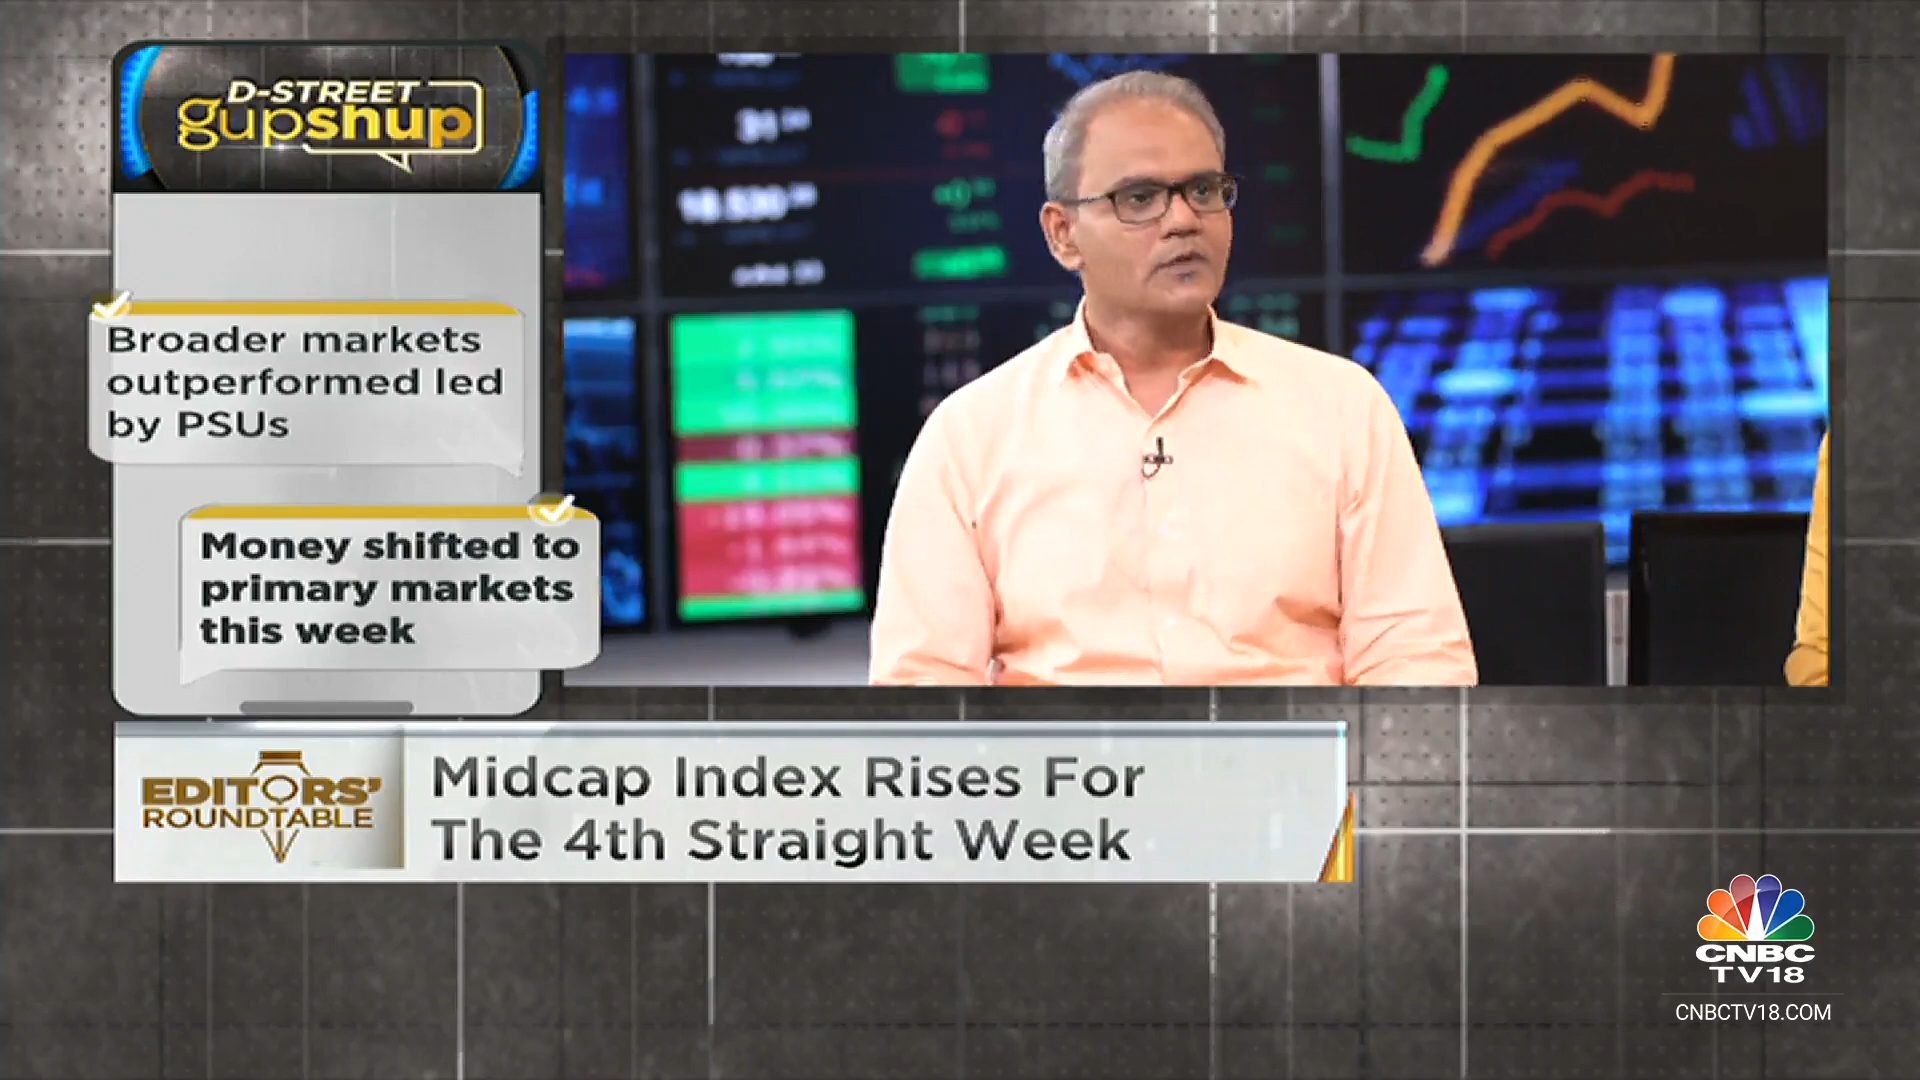 D-STREET
gupshup
Broader markets
outperformed led
by PSUs
Money shifted to
primary markets
this week
EDITORS'
ROUNDTABLE
Midcap Index Rises For
The 4th Straight Week
CNBC
TV18
CNBCTV18.COM